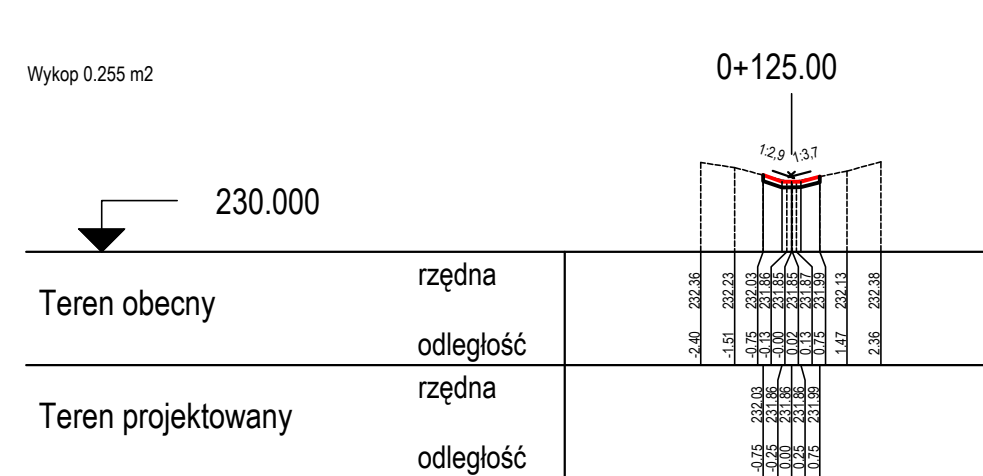 Wykop 0.255 m2
0+125.00
1:2,9 1:3,7
230.000
Teren obecny
rzędna
232.36 232.23 232.03 231.86 231.85 231.85 231.87 231.99 232.13 232.38
odległość
-2.40 -1.51 -0.75 -0.13 -0.00 0.02 0.13 0.75 1.47 2.36
Teren projektowany
rzędna
232.03 231.86 231.86 231.86 231.99
odległość
-0.75 -0.25 0.00 0.25 0.75